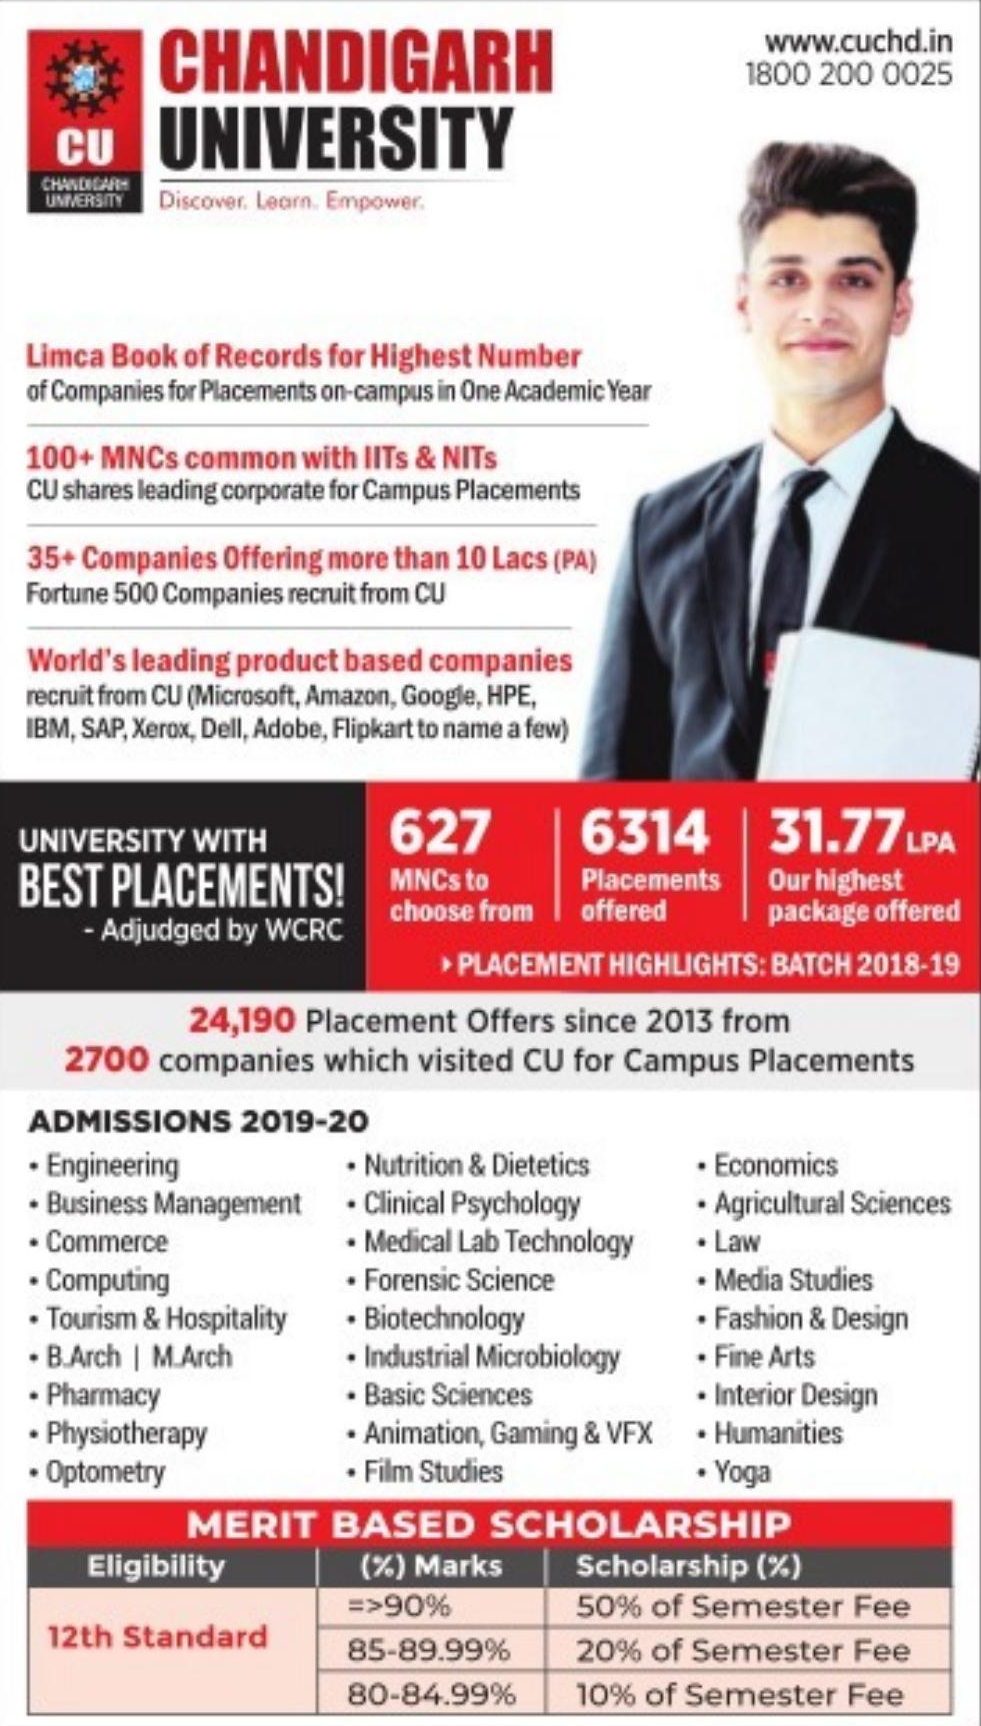 CHANDIGARH
UNIVERSITY
Discover. Learn. Empower.
CU
CHANDIGARH
UNIVERSITY
www.cuchd.in
1800 200 0025
Limca Book of Records for Highest Number
of Companies for Placements on-campus in One Academic Year
100+ MNCs common with IITs & NITs
CU shares leading corporate for Campus Placements
35+ Companies Offering more than 10 Lacs (PA)
Fortune 500 Companies recruit from CU
World's leading product based companies
recruit from CU (Microsoft, Amazon, Google, HPE,
IBM, SAP, Xerox, Dell, Adobe, Flipkart to name a few)
UNIVERSITY WITH
BEST PLACEMENTS!
- Adjudged by WCRC
627
MNCs to
choose from
6314
Placements
offered
31.77 LPA
Our highest
package offered
PLACEMENT HIGHLIGHTS: BATCH 2018-19
24,190 Placement Offers since 2013 from
2700 companies which visited CU for Campus Placements
ADMISSIONS 2019-20
• Engineering
• Business Management
• Commerce
• Computing
• Tourism & Hospitality
• B.Arch | M.Arch
• Pharmacy
• Physiotherapy
• Optometry
• Nutrition & Dietetics
• Clinical Psychology
• Medical Lab Technology
• Forensic Science
• Biotechnology
• Industrial Microbiology
• Basic Sciences
• Animation, Gaming & VFX
• Film Studies
• Economics
• Agricultural Sciences
• Law
• Media Studies
• Fashion & Design
• Fine Arts
• Interior Design
• Humanities
• Yoga
MERIT BASED SCHOLARSHIP
Eligibility (%) Marks Scholarship (%)
12th Standard
=>90% 50% of Semester Fee
85-89.99% 20% of Semester Fee
80-84.99% 10% of Semester Fee